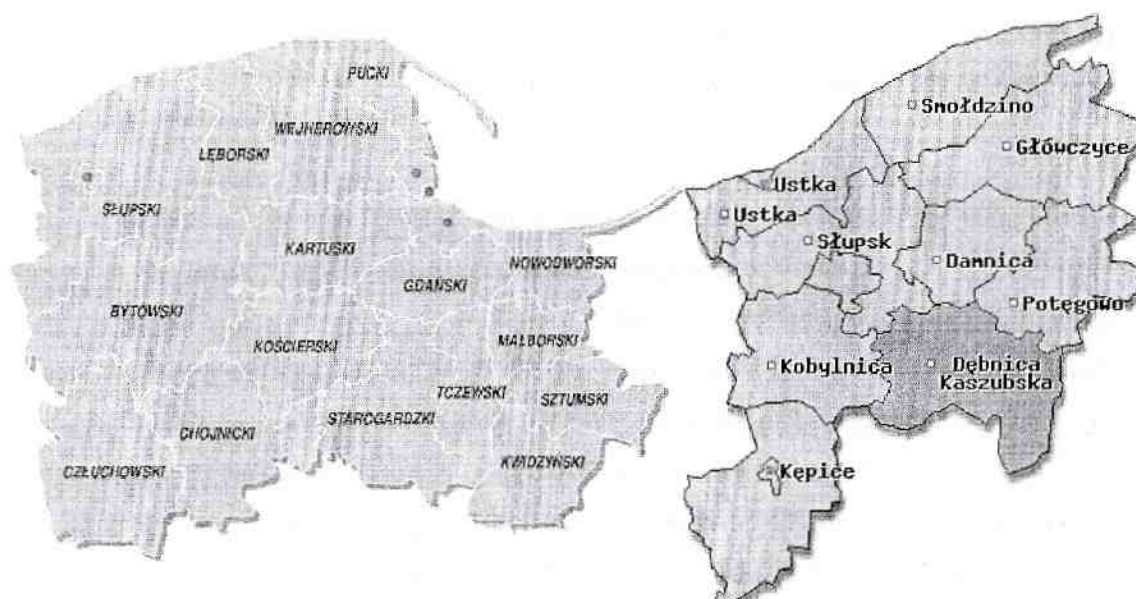 PUCKI
WEJHEROWSKI
LĘBORSKI
SŁUPSKI
KARTUSKI
NOWODWORSKI
GDAŃSKI
BYTOWSKI
KOŚCIERSKI
MALBORSKI
TCZEWSKI
SZTUMSKI
STAROGARDZKI
CHOJNICKI
CZŁUCHOWSKI
KWIDZYŃSKI
Smołdzino
Główczyce
Ustka
Ustka
Słupsk
Damnica
Potęgowo
Kobylnica
Dębnica
Kaszubska
Kępice